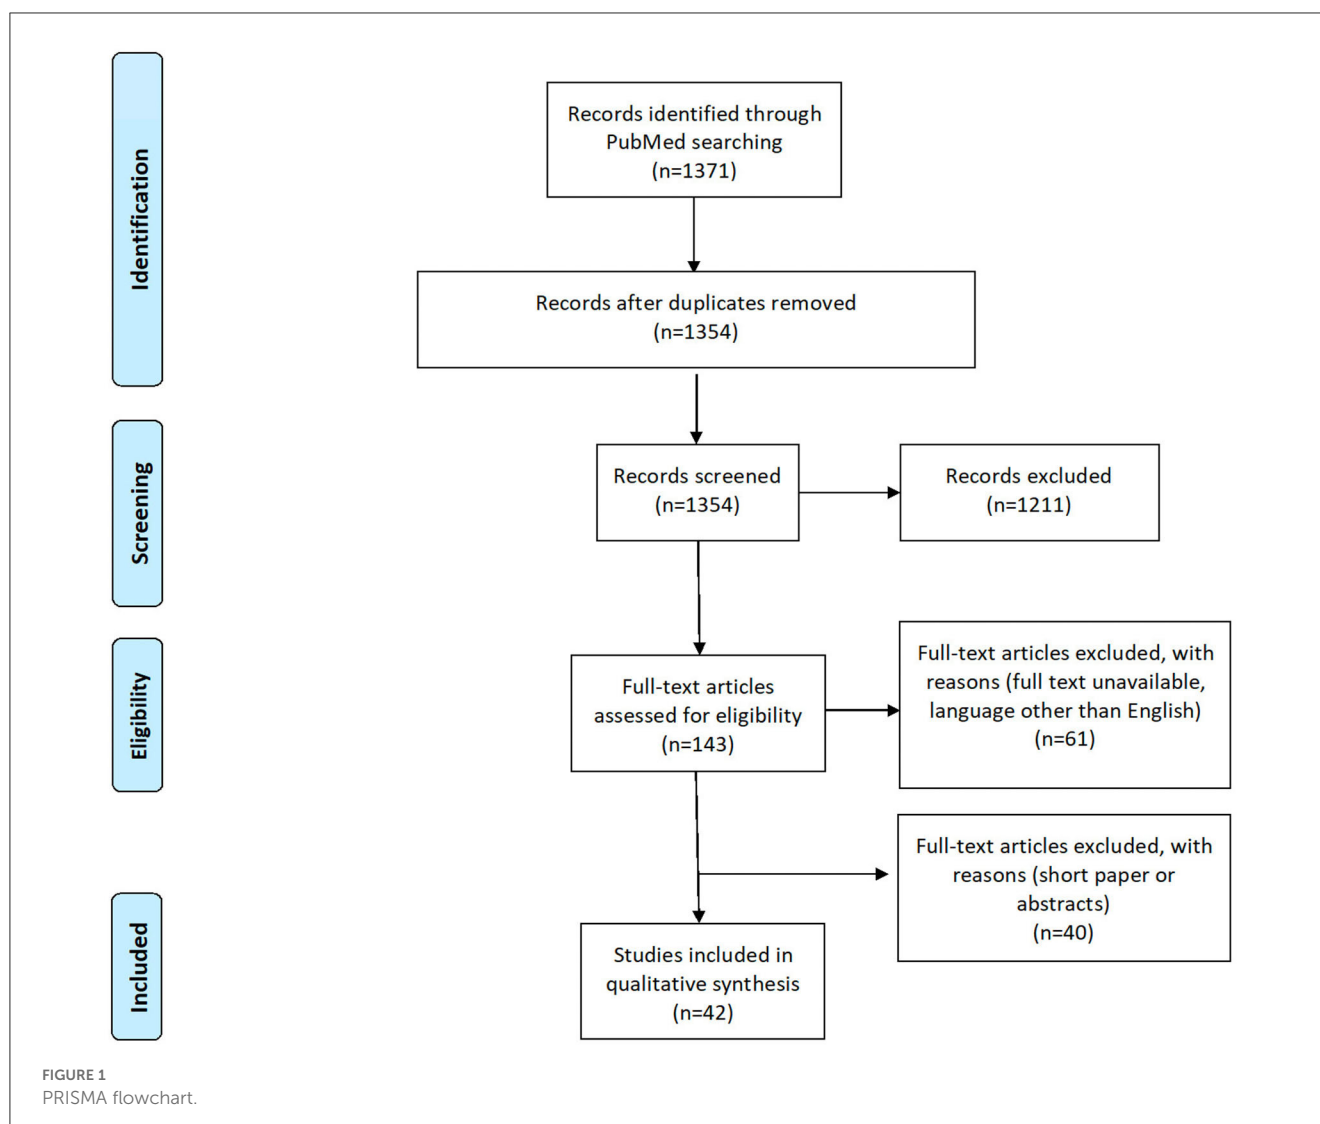 Identification
Records identified through
PubMed searching
(n=1371)
Records after duplicates removed
(n=1354)
Screening
Records screened
(n=1354)
Records excluded
(n=1211)
Eligibility
Full-text articles
assessed for eligibility
(n=143)
Full-text articles excluded, with
reasons (full text unavailable,
language other than English)
(n=61)
Full-text articles excluded, with
reasons (short paper or
abstracts)
(n=40)
Included
Studies included in
qualitative synthesis
(n=42)
FIGURE 1
PRISMA flowchart.